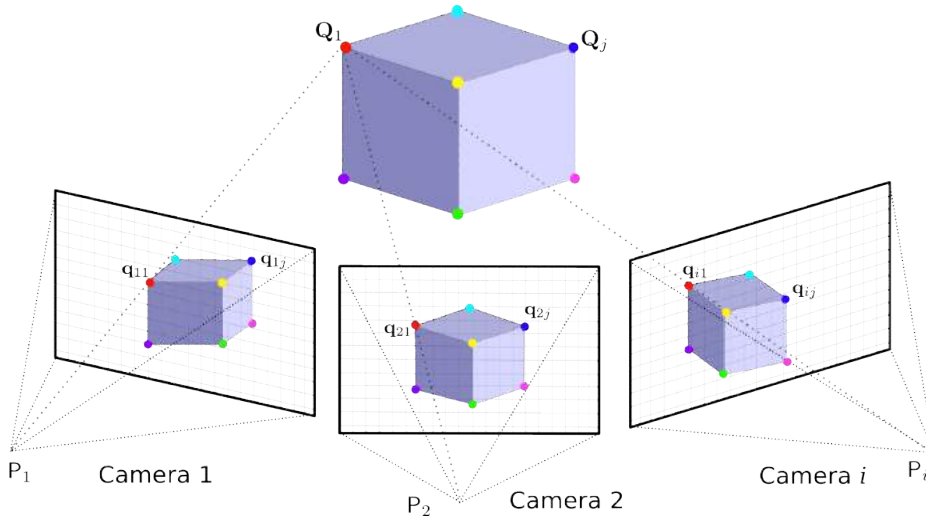 Q₁
Qⱼ
q₁₁
q₁ⱼ
q₂₁
q₂ⱼ
qᵢ₁
qᵢⱼ
P₁
Camera 1
P₂
Camera 2
Camera i
Pᵢ